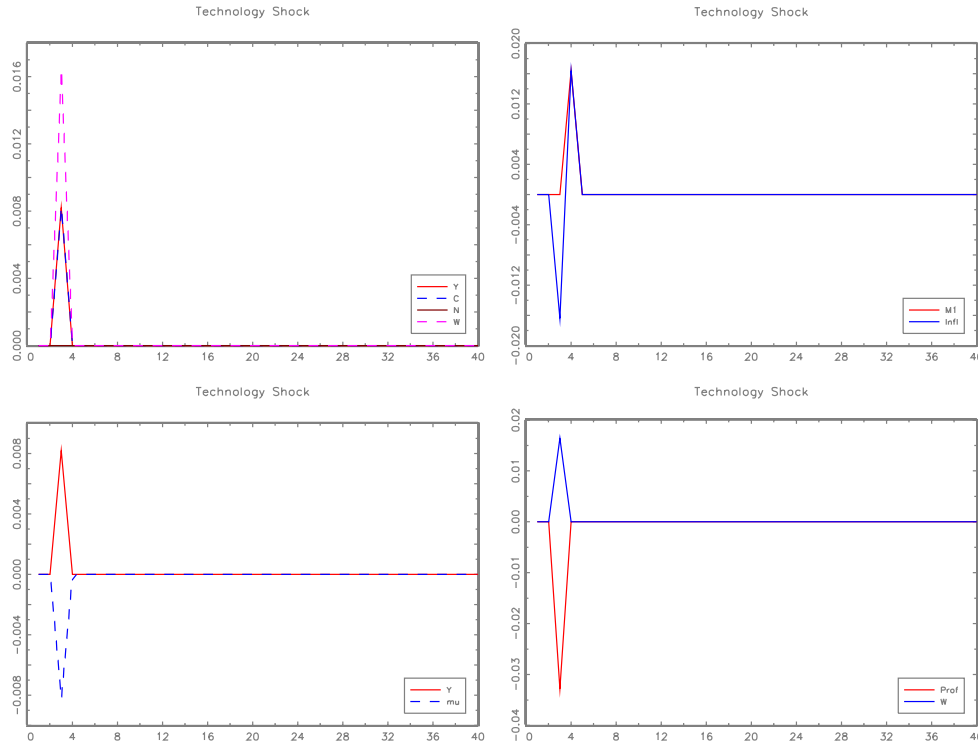 Technology Shock
0.016
0.012
0.008
0.004
0.000
0 4 8 12 16 20 24 28 32 36 40
Y
C
N
W
Technology Shock
0.020
0.012
0.004
-0.004
-0.012
-0.020
0 4 8 12 16 20 24 28 32 36 40
M1
Infl
Technology Shock
0.008
0.004
0.000
-0.004
-0.008
0 4 8 12 16 20 24 28 32 36 40
Y
mu
Technology Shock
0.02
0.01
0.00
-0.01
-0.02
-0.03
-0.04
0 4 8 12 16 20 24 28 32 36 40
Prof
W